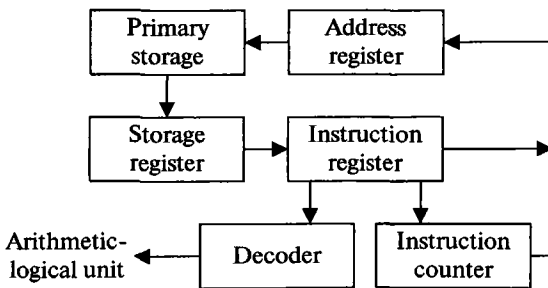 Primary
storage
Address
register
Storage
register
Instruction
register
Arithmetic-
logical unit
Decoder
Instruction
counter